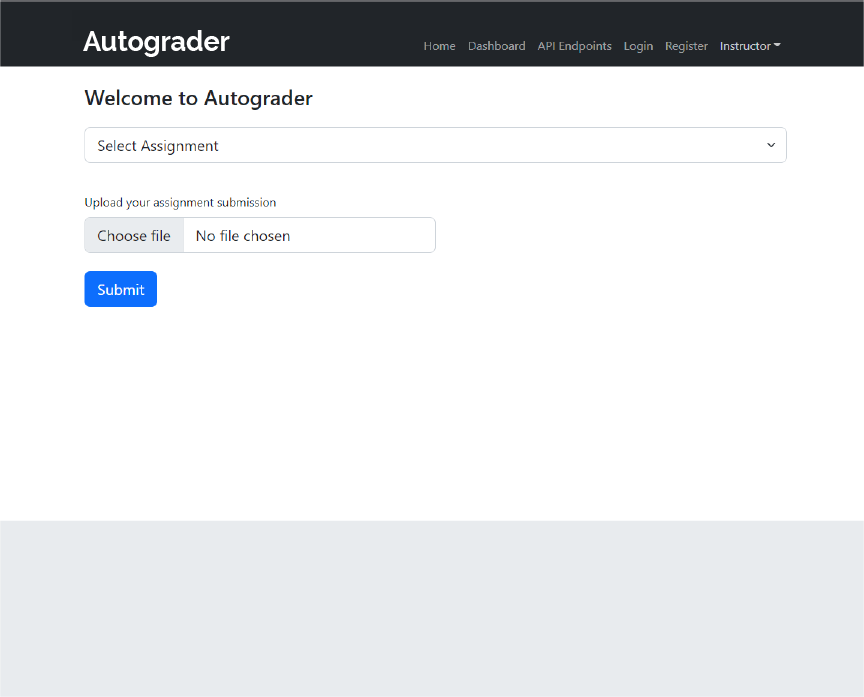 Autograder
Home Dashboard API Endpoints Login Register Instructor
Welcome to Autograder
Select Assignment
Upload your assignment submission
Choose file No file chosen
Submit